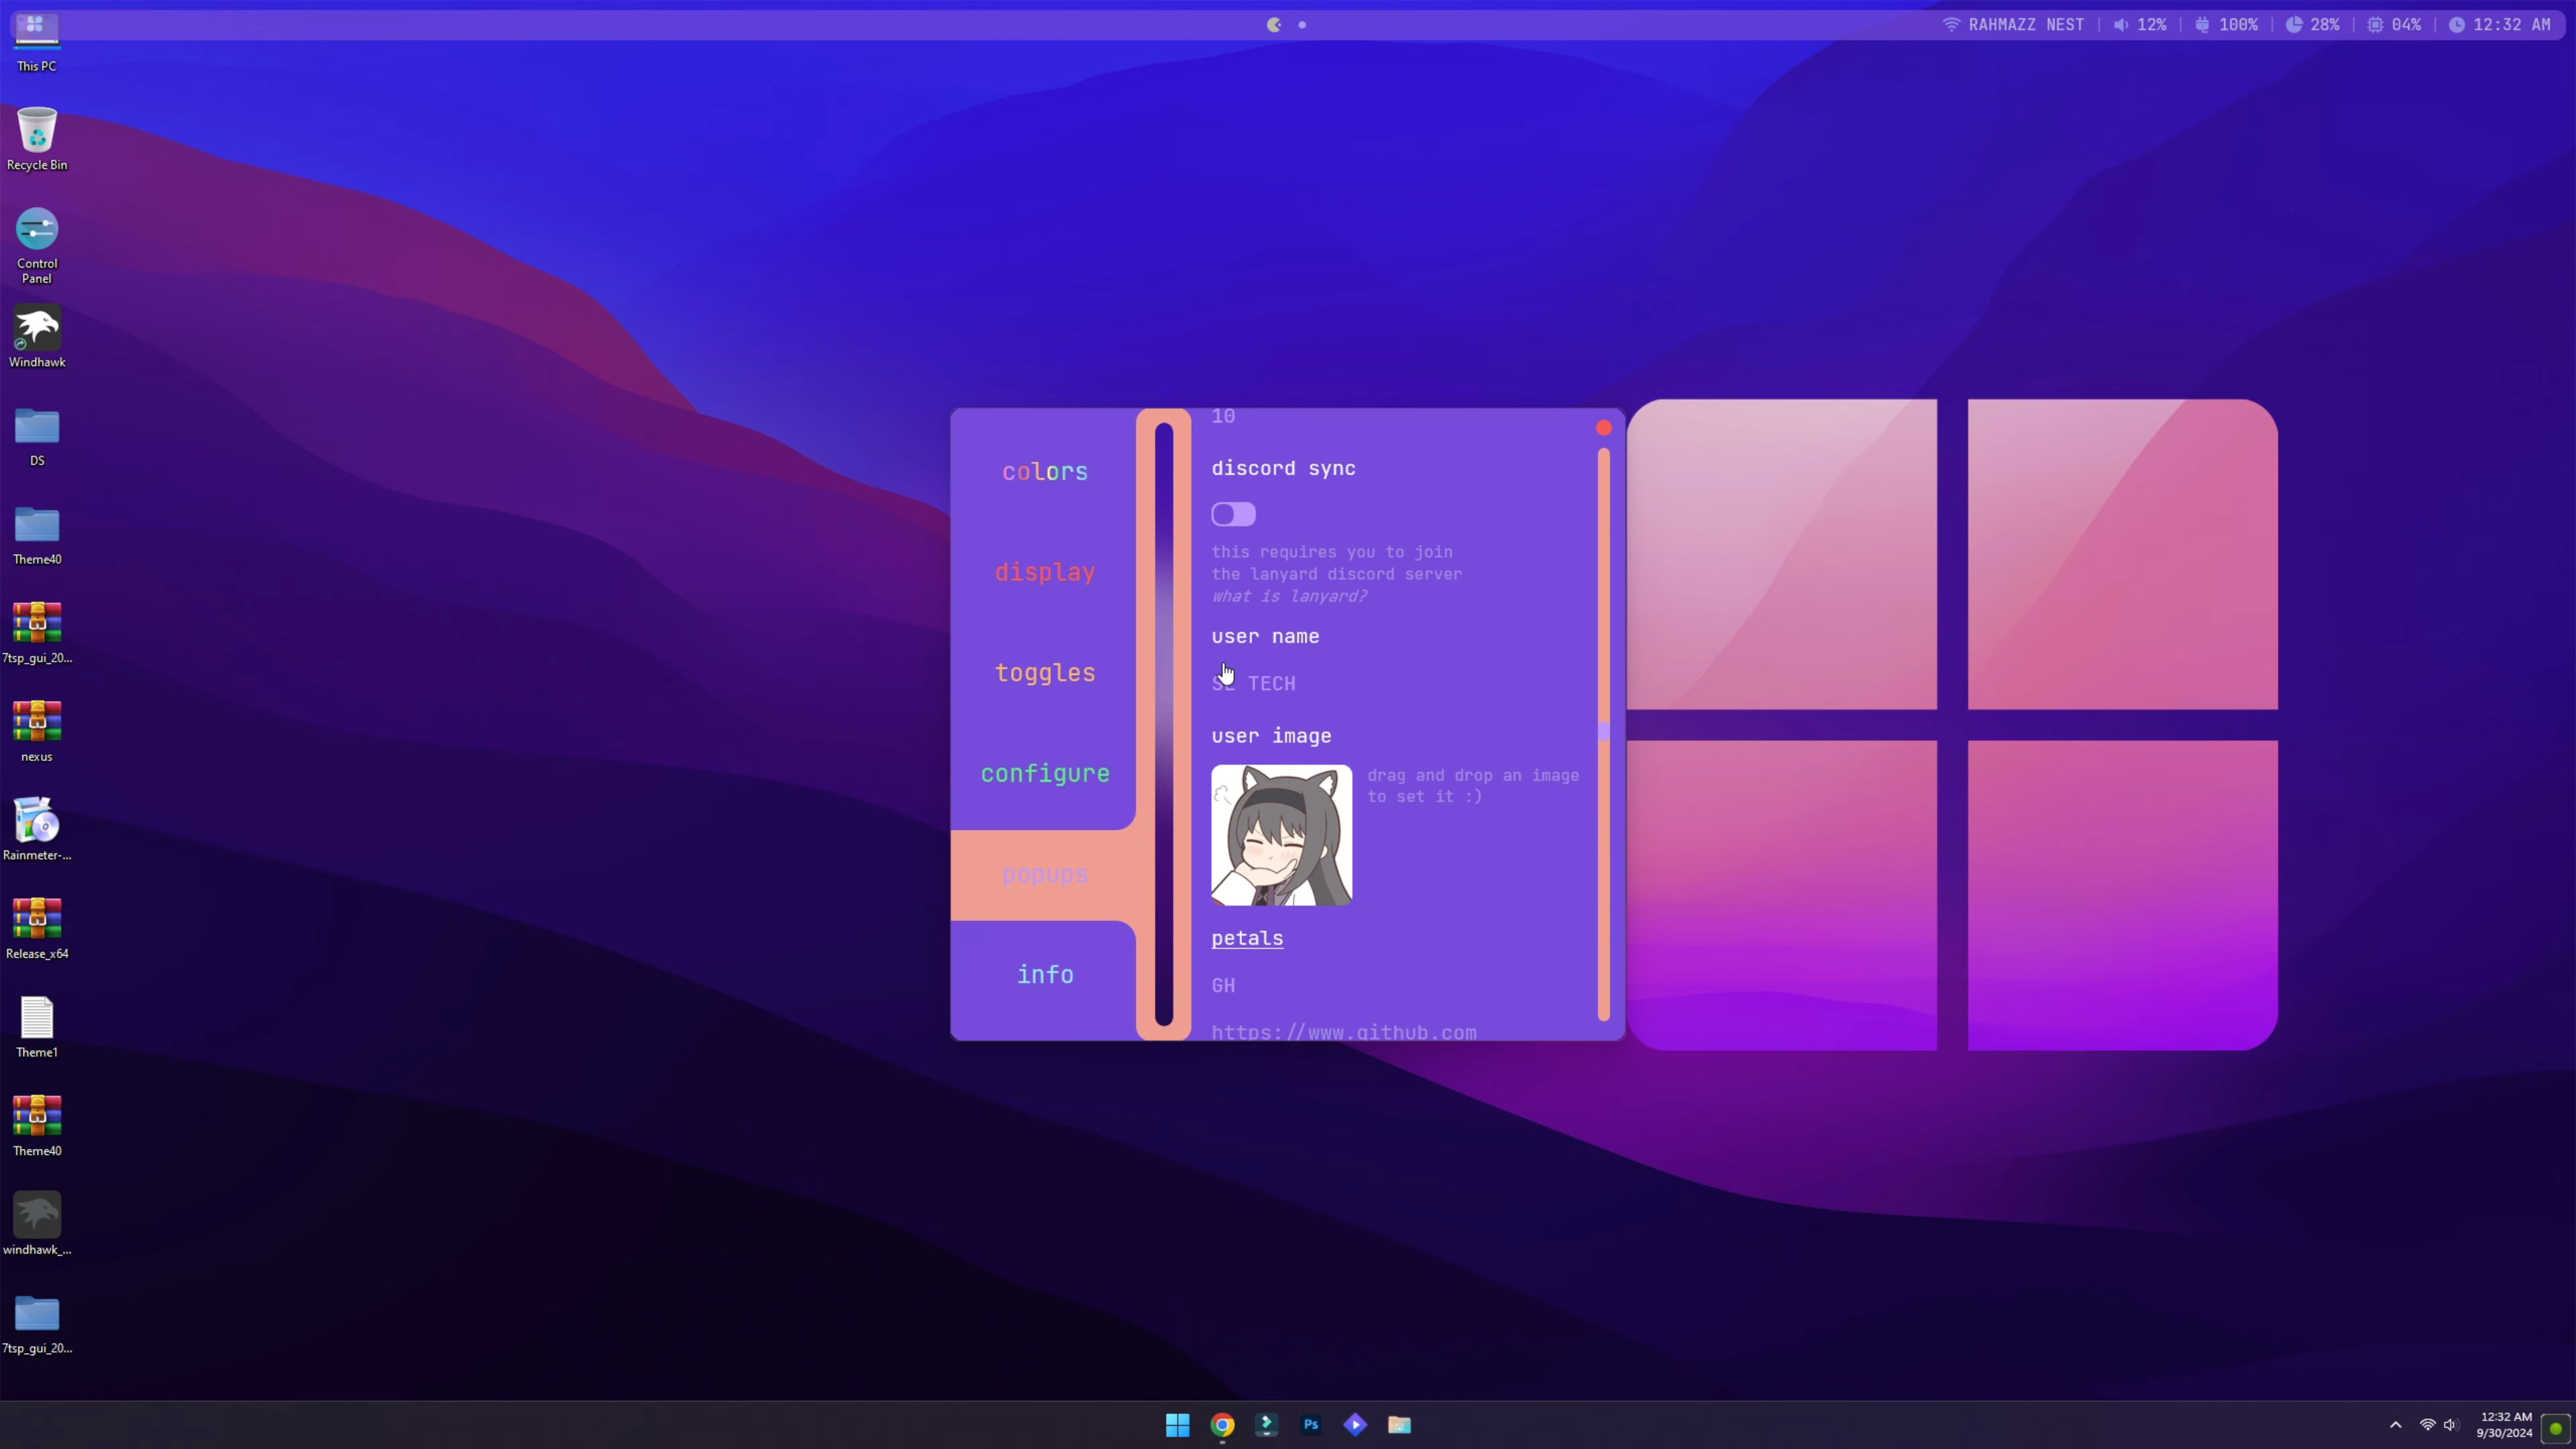 RAHMAZZ NEST | 12% | 100% | 28% | 04% | 12:32 AM
This PC
Recycle Bin
Control
Panel
Windhawk
DS
Theme40
7tsp_gui_20...
nexus
Rainmeter-...
Release_x64
Theme1
Theme40
windhawk_...
7tsp_gui_20...
colors
display
toggles
configure
popups
info
10
discord sync
this requires you to join
the lanyard discord server
what is lanyard?
user name
TECH
user image
drag and drop an image
to set it :)
petals
GH
https://www.github.com
Ps
12:32 AM
9/30/2024